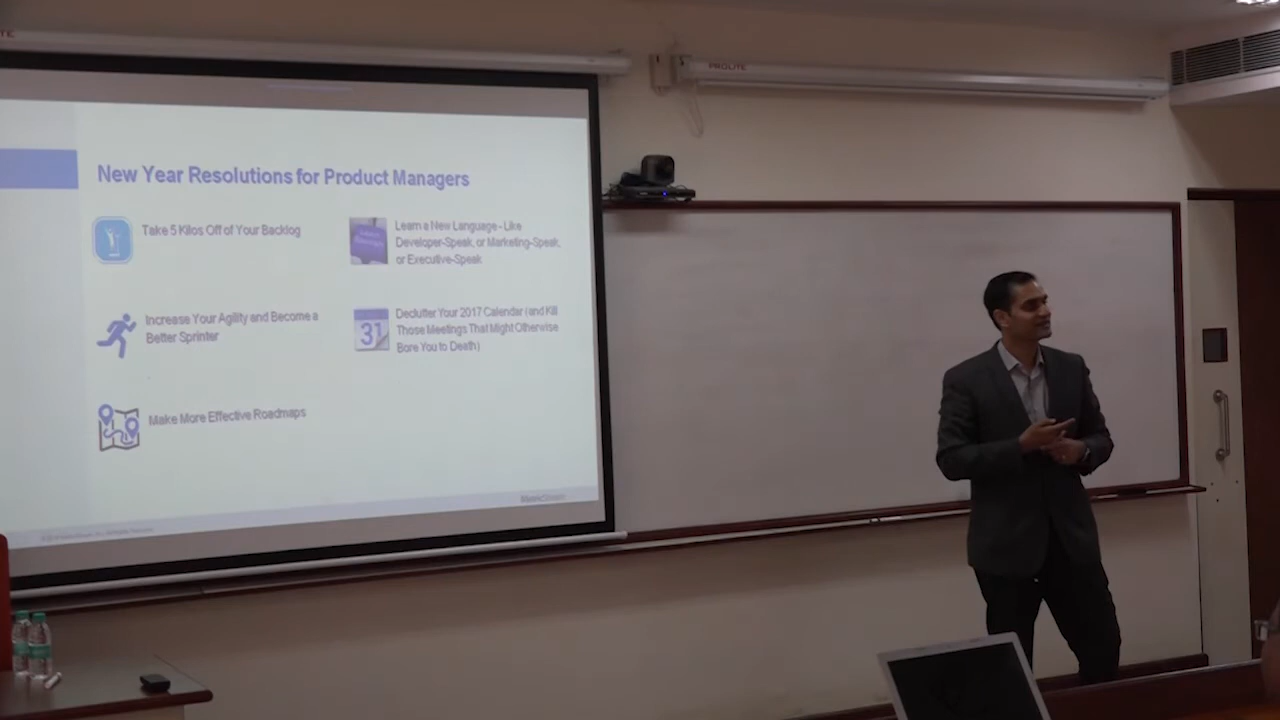 PROLITE
New Year Resolutions for Product Managers
Take 5 Kilos Off of Your Backlog
Learn a New Language - Like
Developer-Speak, or Marketing-Speak,
or Executive-Speak
Increase Your Agility and Become a
Better Sprinter
31
Declutter Your 2017 Calendar (and Kill
Those Meetings That Might Otherwise
Bore You to Death)
Make More Effective Roadmaps
MetricStream